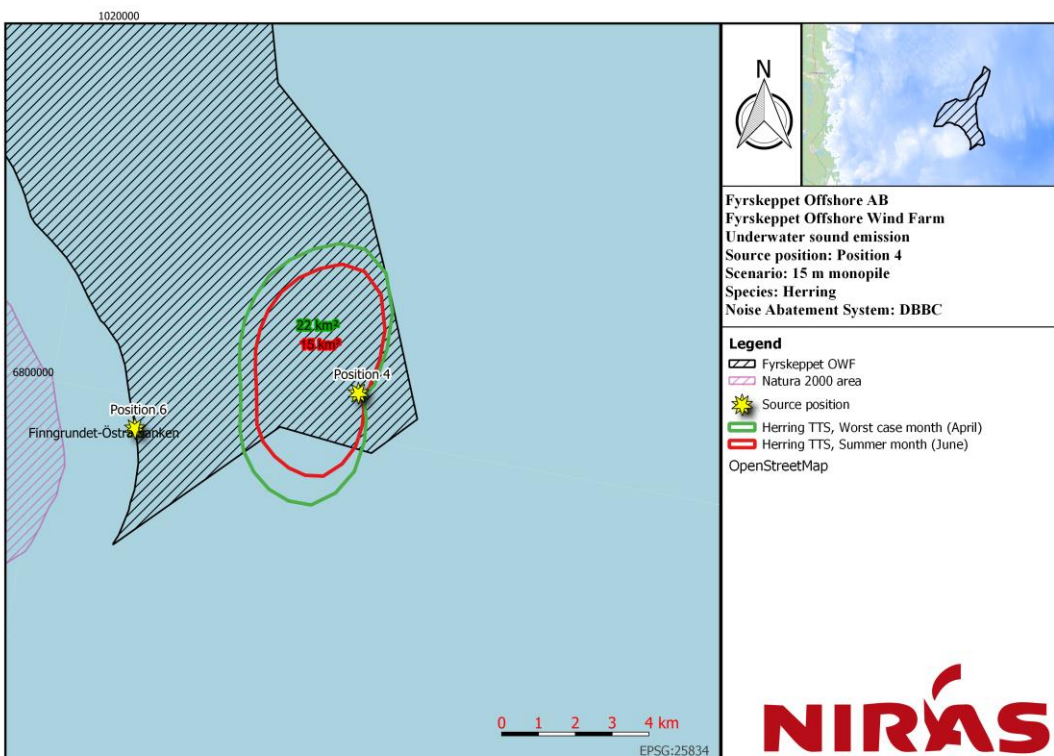 1020000
N
Fyrskeppet Offshore AB
Fyrskeppet Offshore Wind Farm
Underwater sound emission
Source position: Position 4
Scenario: 15 m monopile
Species: Herring
Noise Abatement System: DBBC
Legend
Fyrskeppet OWF
Natura 2000 area
Source position
Herring TTS, Worst case month (April)
Herring TTS, Summer month (June)
OpenStreetMap
22 km²
15 km²
6800000
Position 4
Position 6
Finngrundet-Östra Banken
0 1 2 3 4 km
EPSG:25834
NIRAS